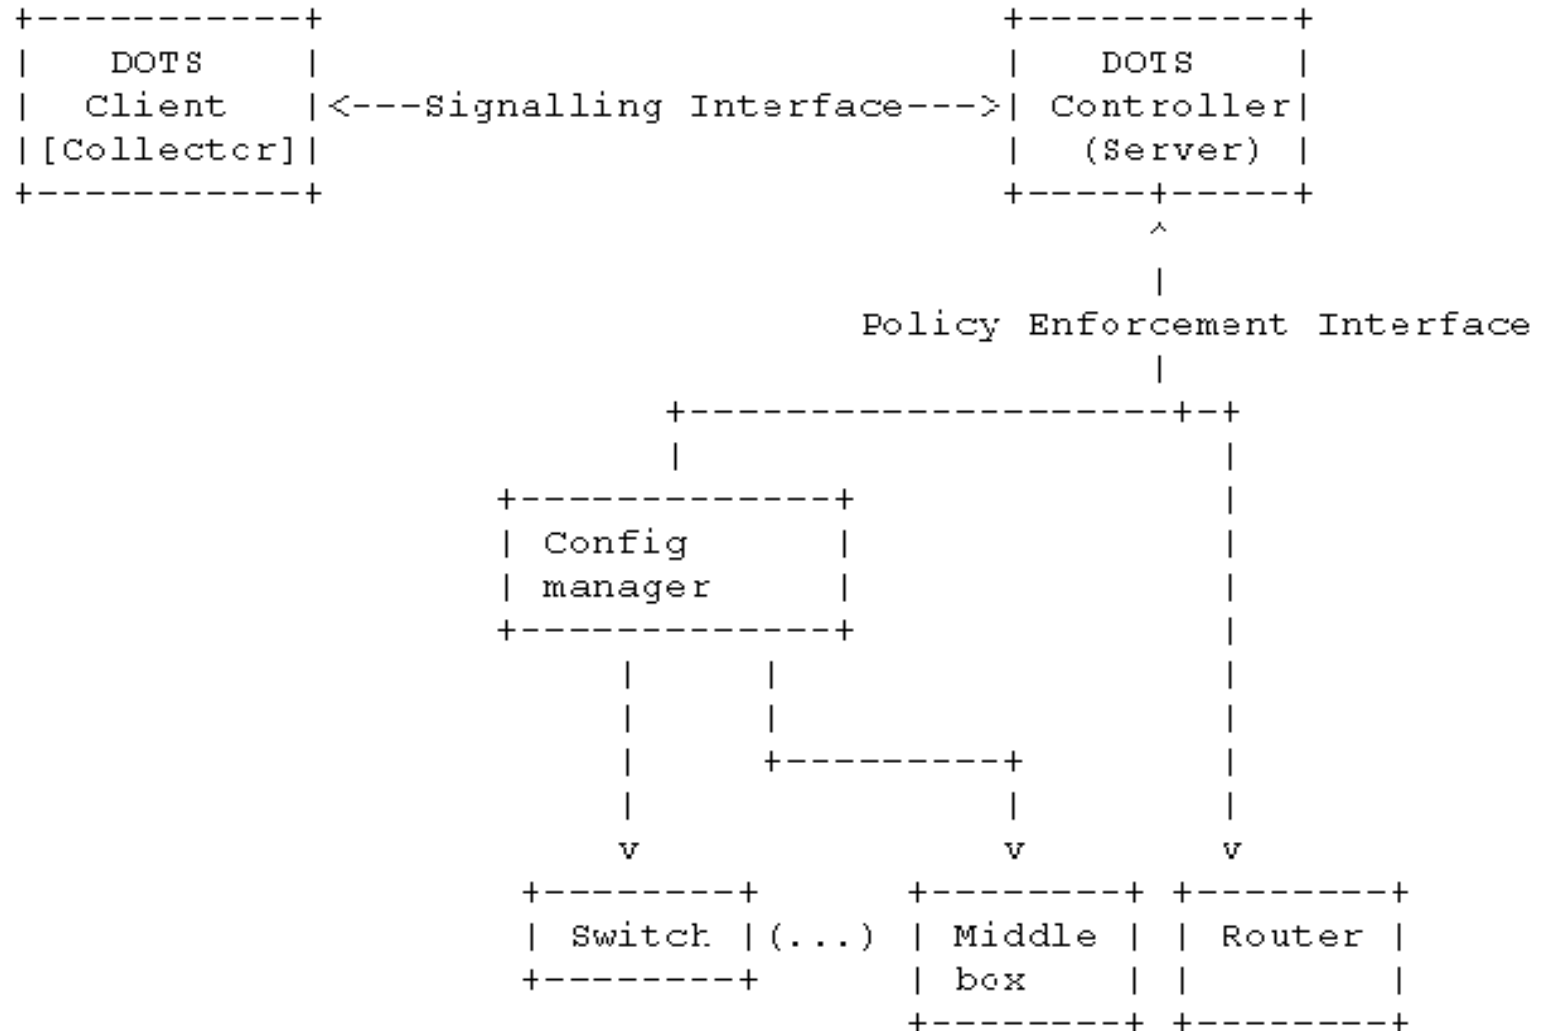 DOTS
Client
[Collector]
<---Signalling Interface--->
DOTS
Controller
(Server)
Policy Enforcement Interface
Config
manager
Switch
(...)
Middle
box
Router